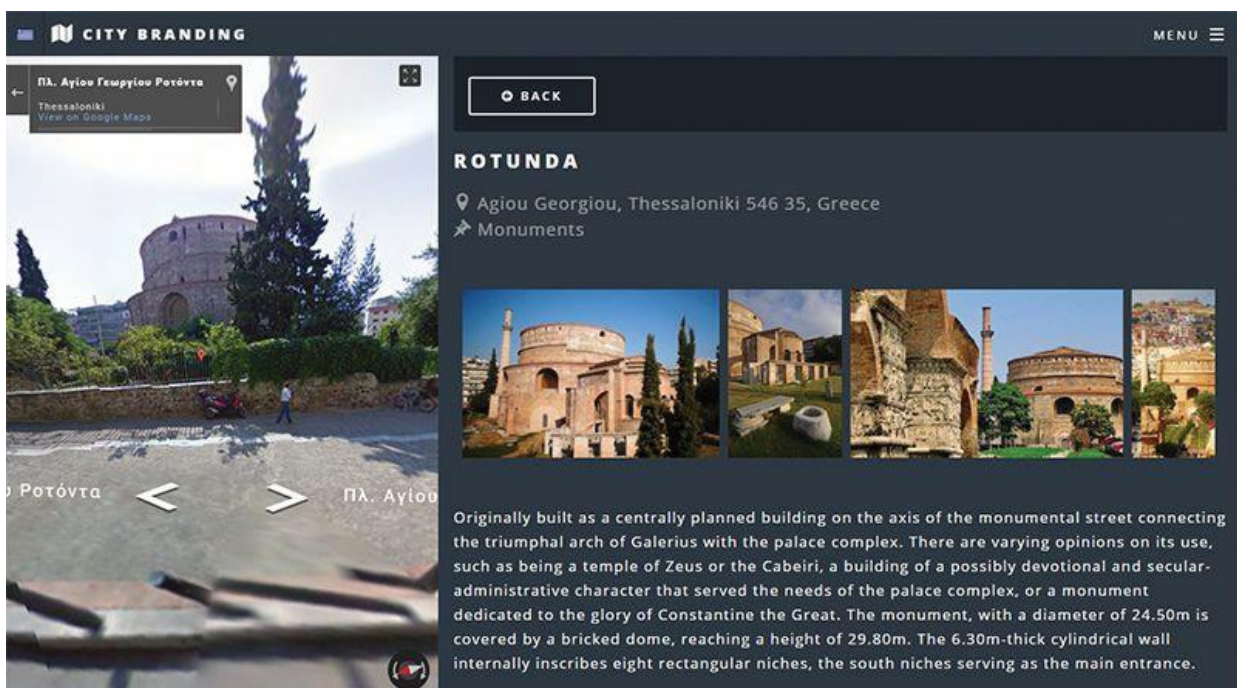 CITY BRANDING
MENU
Πλ. Αγίου Γεωργίου Ροτόντα
Thessaloniki
View on Google Maps
υ Ροτόντα
Πλ. Αγίου
BACK
ROTUNDA
Agiou Georgiou, Thessaloniki 546 35, Greece
Monuments
Originally built as a centrally planned building on the axis of the monumental street connecting
the triumphal arch of Galerius with the palace complex. There are varying opinions on its use,
such as being a temple of Zeus or the Cabeiri, a building of a possibly devotional and secular-
administrative character that served the needs of the palace complex, or a monument
dedicated to the glory of Constantine the Great. The monument, with a diameter of 24.50m is
covered by a bricked dome, reaching a height of 29.80m. The 6.30m-thick cylindrical wall
internally inscribes eight rectangular niches, the south niches serving as the main entrance.